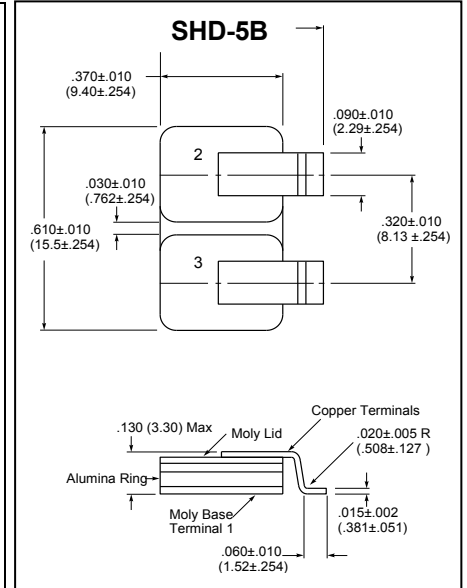 SHD-5B
.370±.010
(9.40±.254)
.090±.010
(2.29±.254)
2
.030±.010
(.762±.254)
.610±.010
(15.5±.254)
.320±.010
(8.13 ±.254)
3
Copper Terminals
.130 (3.30) Max
Moly Lid
.020±.005 R
(.508±.127 )
Alumina Ring
Moly Base
Terminal 1
.015±.002
(.381±.051)
.060±.010
(1.52±.254)